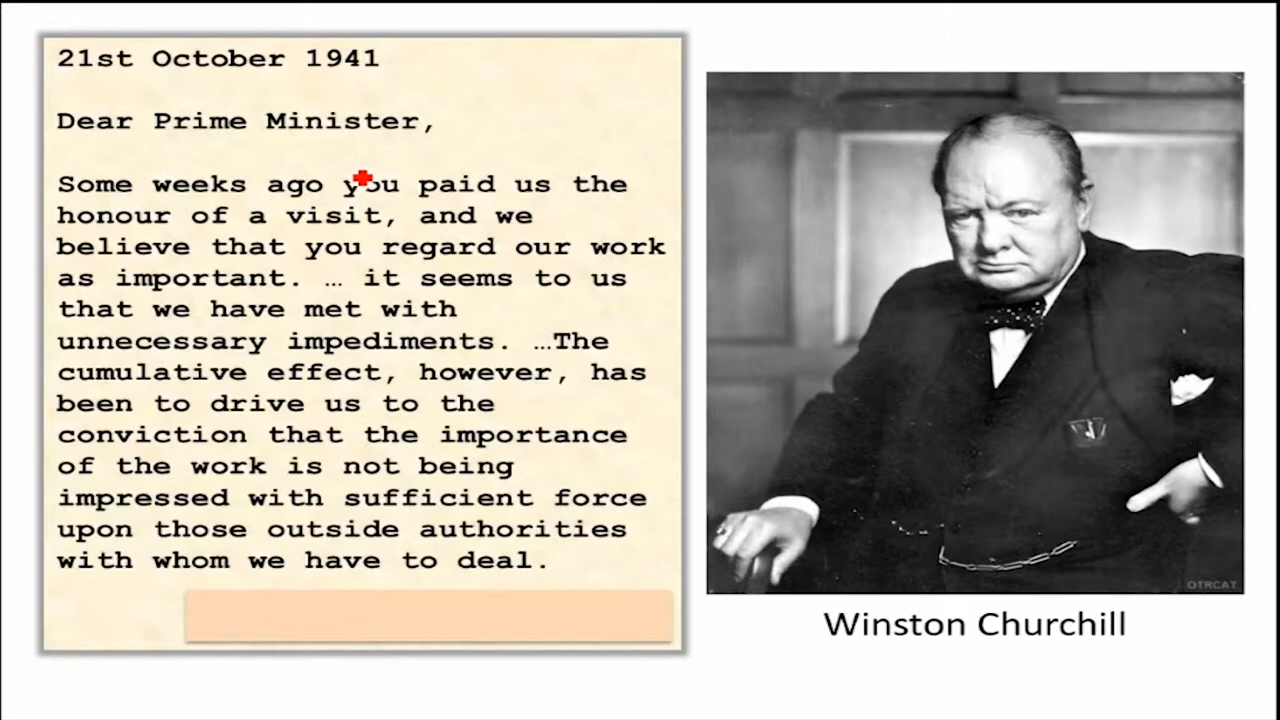 21st October 1941
Dear Prime Minister,
Some weeks ago you paid us the
honour of a visit, and we
believe that you regard our work
as important. … it seems to us
that we have met with
unnecessary impediments. …The
cumulative effect, however, has
been to drive us to the
conviction that the importance
of the work is not being
impressed with sufficient force
upon those outside authorities
with whom we have to deal.
OTRCAT
Winston Churchill